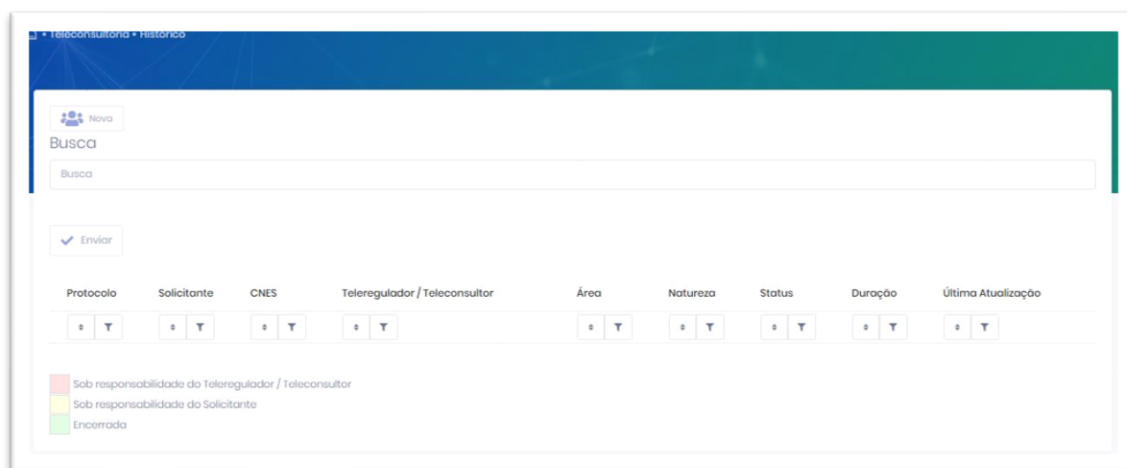 • Teleconsultoria • Histórico
Nova
Busca
Busca
Enviar
Protocolo Solicitante CNES Teleregulador / Teleconsultor Área Natureza Status Duração Última Atualização
Sob responsabilidade do Teleregulador / Teleconsultor
Sob responsabilidade do Solicitante
Encerrada